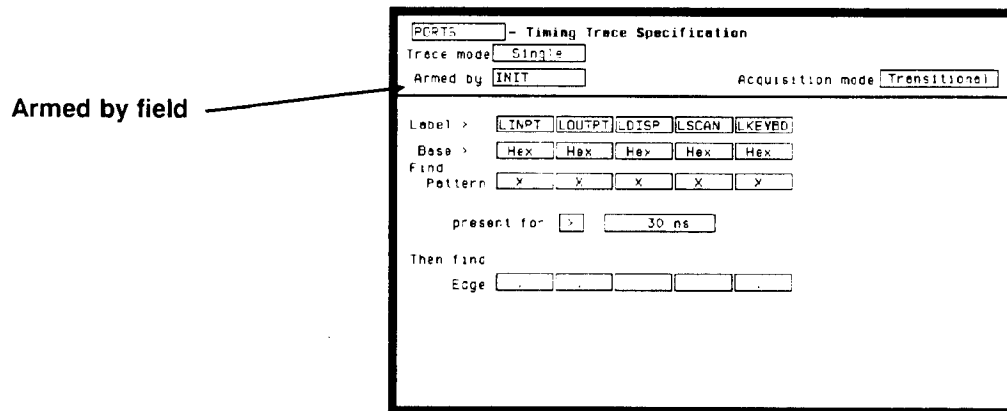 PORTS - Timing Trace Specification
Trace mode Single
Armed by INIT Acquisition mode Transitional
Armed by field
Label > LINPT LOUTPT LDISP LSCAN LKEYBD
Base > Hex Hex Hex Hex Hex
Find
Pattern X X X X X
present for > 30 ns
Then find
Edge . . .